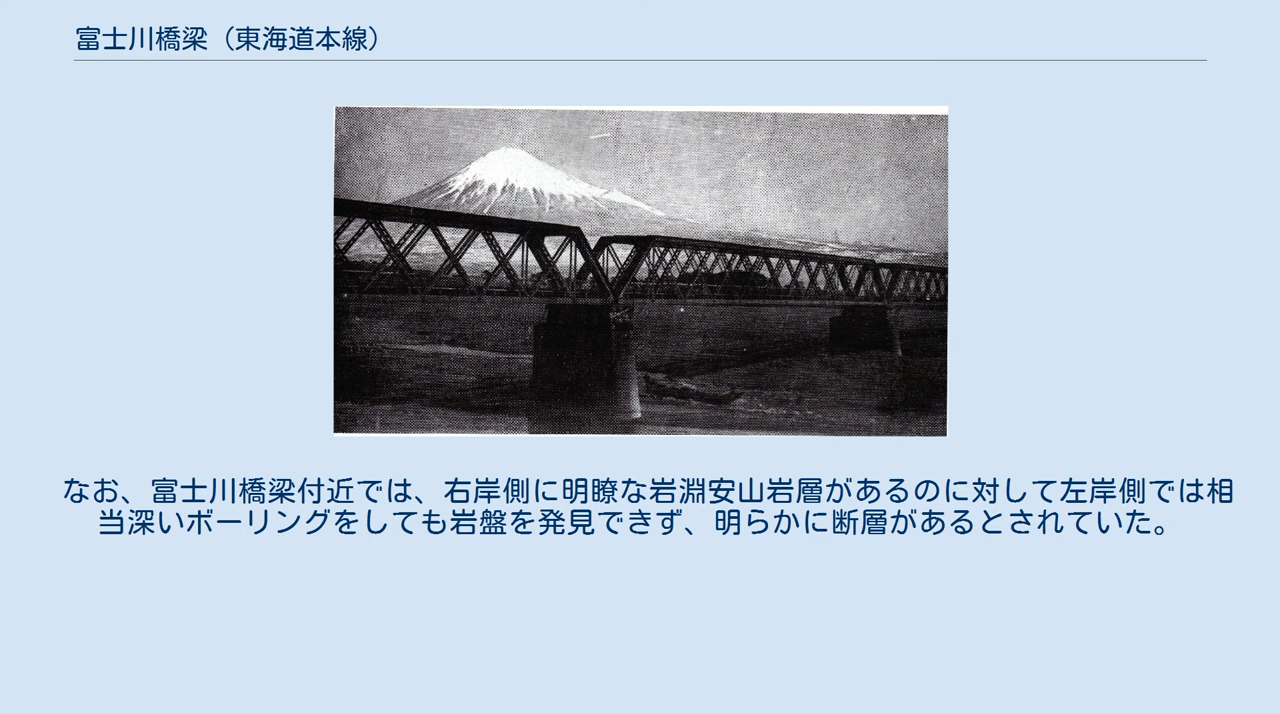 富士川橋梁（東海道本線）
なお、富士川橋梁付近では、右岸側に明瞭な岩淵安山岩層があるのに対して左岸側では相
当深いボーリングをしても岩盤を発見できず、明らかに断層があるとされていた。